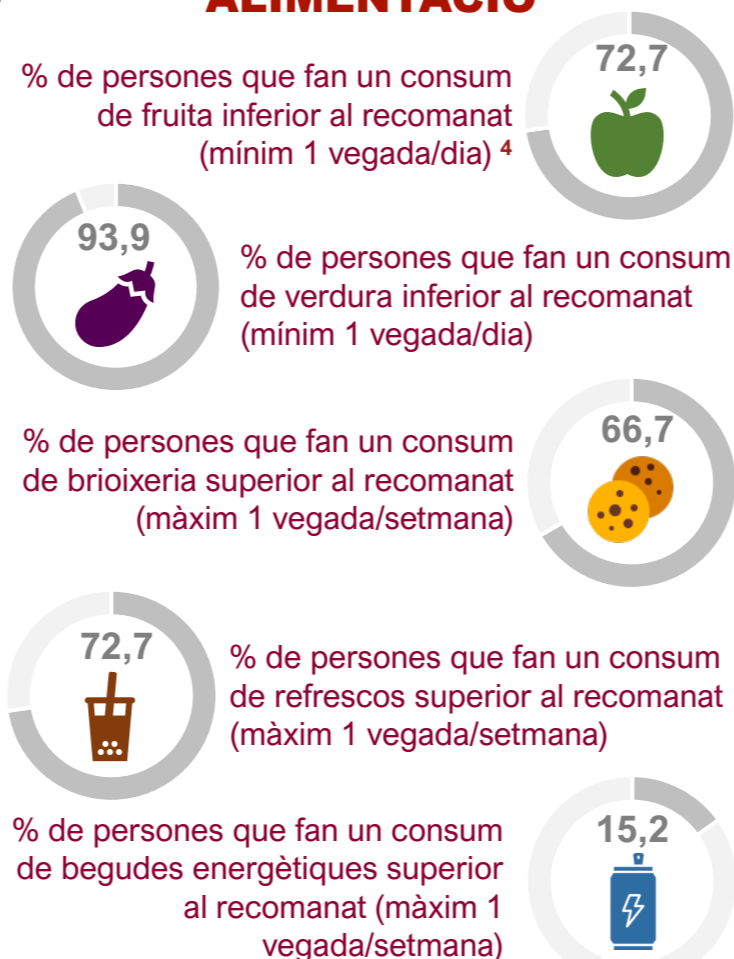 ALIMENTACIÓ
72,7
% de persones que fan un consum
de fruita inferior al recomanat
(mínim 1 vegada/dia) 4
93,9
% de persones que fan un consum
de verdura inferior al recomanat
(mínim 1 vegada/dia)
66,7
% de persones que fan un consum
de brioixeria superior al recomanat
(màxim 1 vegada/setmana)
72,7
% de persones que fan un consum
de refrescos superior al recomanat
(màxim 1 vegada/setmana)
15,2
% de persones que fan un consum
de begudes energètiques superior
al recomanat (màxim 1
vegada/setmana)